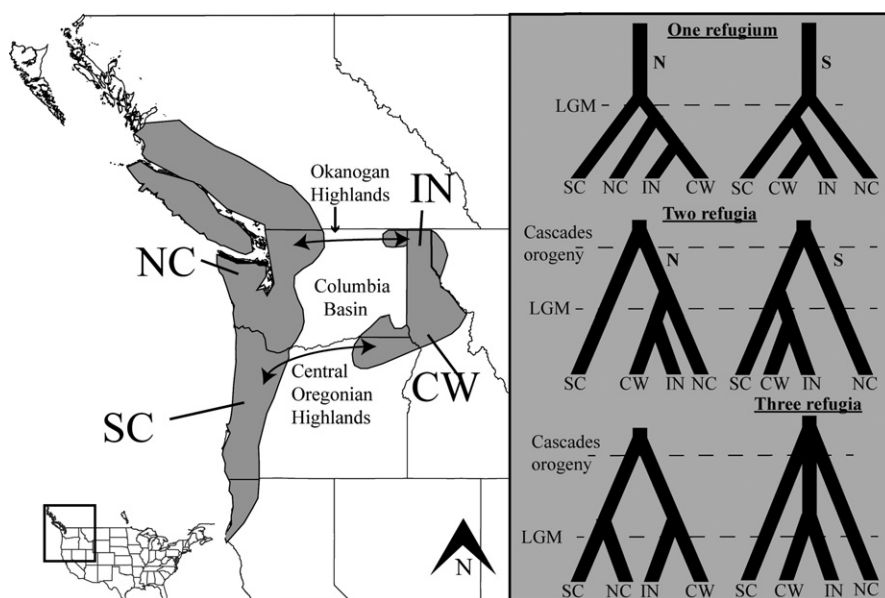 Okanogan
Highlands
IN
NC
Columbia
Basin
Central
Oregonian
Highlands
CW
SC
N
One refugium
N
S
LGM
SC NC IN CW SC CW IN NC
Two refugia
Cascades
orogeny
N
S
LGM
SC CW IN NC SC CW IN NC
Three refugia
Cascades
orogeny
LGM
SC NC IN CW SC CW IN NC